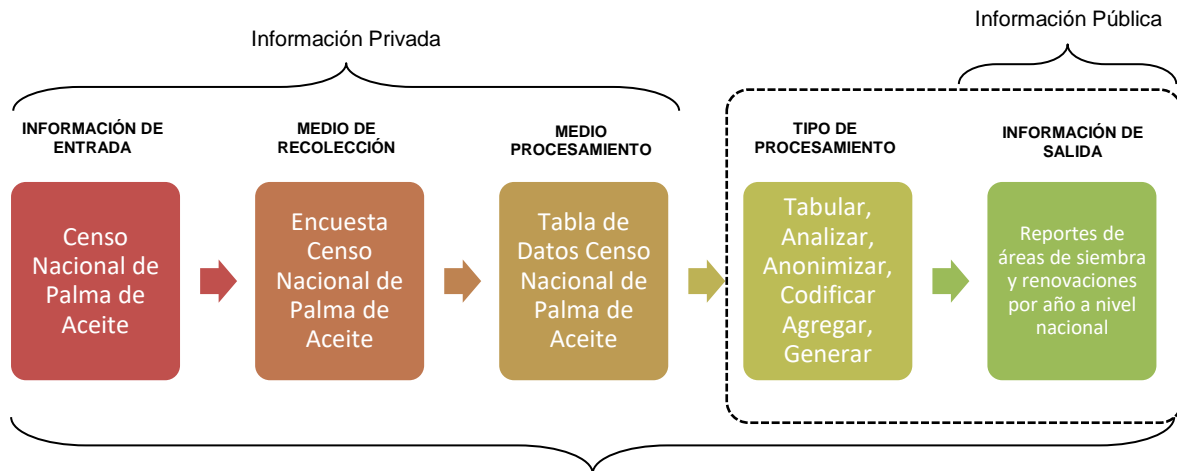 Información Pública
Información Privada
INFORMACIÓN DE
ENTRADA
MEDIO DE
RECOLECCIÓN
MEDIO
PROCESAMIENTO
TIPO DE
PROCESAMIENTO
INFORMACIÓN DE
SALIDA
Censo
Nacional de
Palma de
Aceite
Encuesta
Censo
Nacional de
Palma de
Aceite
Tabla de
Datos Censo
Nacional de
Palma de
Aceite
Tabular,
Analizar,
Anonimizar,
Codificar
Agregar,
Generar
Reportes de
áreas de siembra
y renovaciones
por año a nivel
nacional